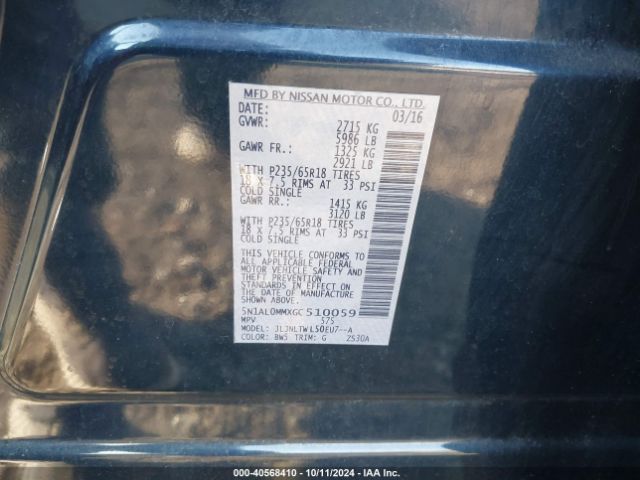 MFD BY NISSAN MOTOR CO., LTD.
DATE: 03/16
GVWR: 2715 KG
5986 LB
GAWR FR.: 1325 KG
2921 LB
WITH P235/65R18 TIRES
18 X 7.5 RIMS AT 33 PSI
COLD SINGLE
GAWR RR.: 1415 KG
3120 LB
WITH P235/65R18 TIRES
18 X 7.5 RIMS AT 33 PSI
COLD SINGLE
THIS VEHICLE CONFORMS TO
ALL APPLICABLE FEDERAL
MOTOR VEHICLE SAFETY AND
THEFT PREVENTION
STANDARDS IN EFFECT ON
THE DATE OF MANUFACTURE
SHOWN ABOVE.
5N1AL0MMXGC510059
MPV 575
MODEL: JLJNLTWL50EU7--A
COLOR: BW5 TRIM: G ZS3DA
000-40568410 - 10/11/2024 - IAA Inc.